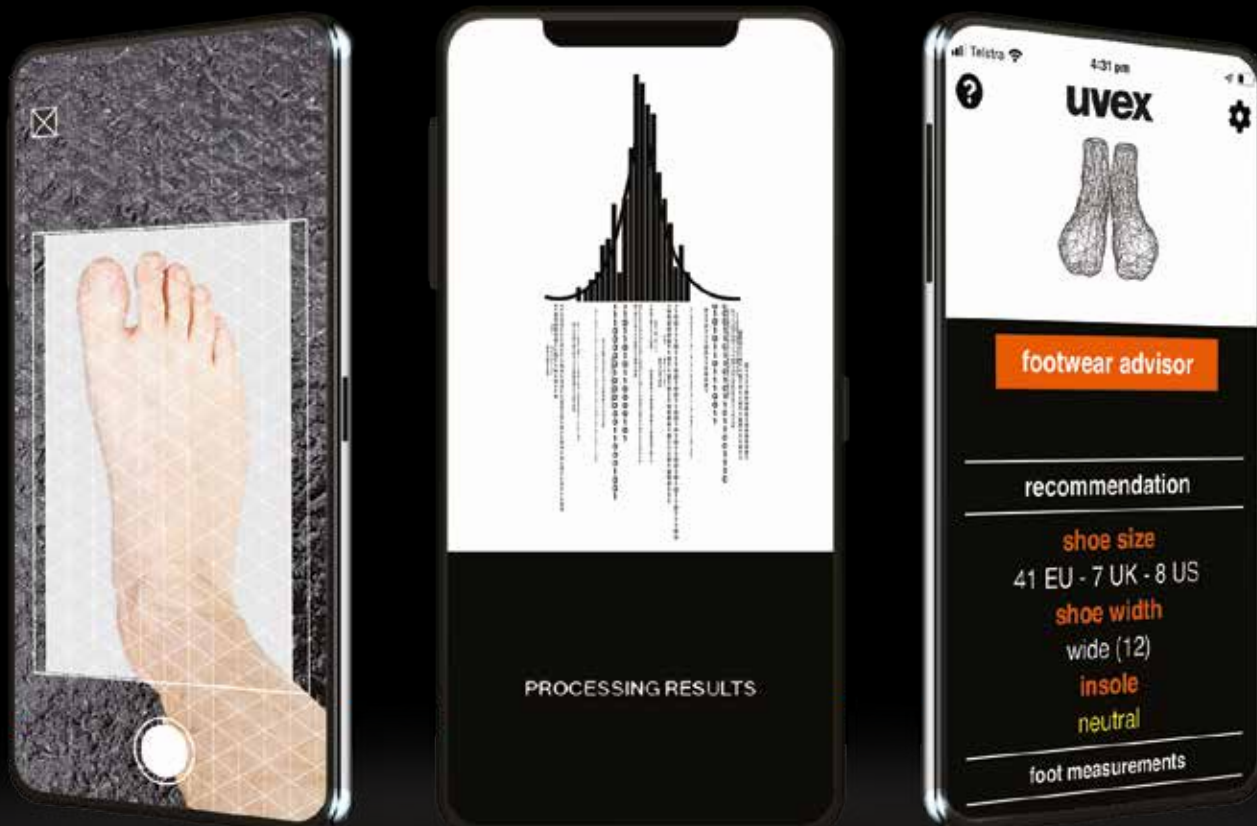 PROCESSING RESULTS
Telstra
4:31 pm
?
uvex
footwear advisor
recommendation
shoe size
41 EU - 7 UK - 8 US
shoe width
wide (12)
insole
neutral
foot measurements